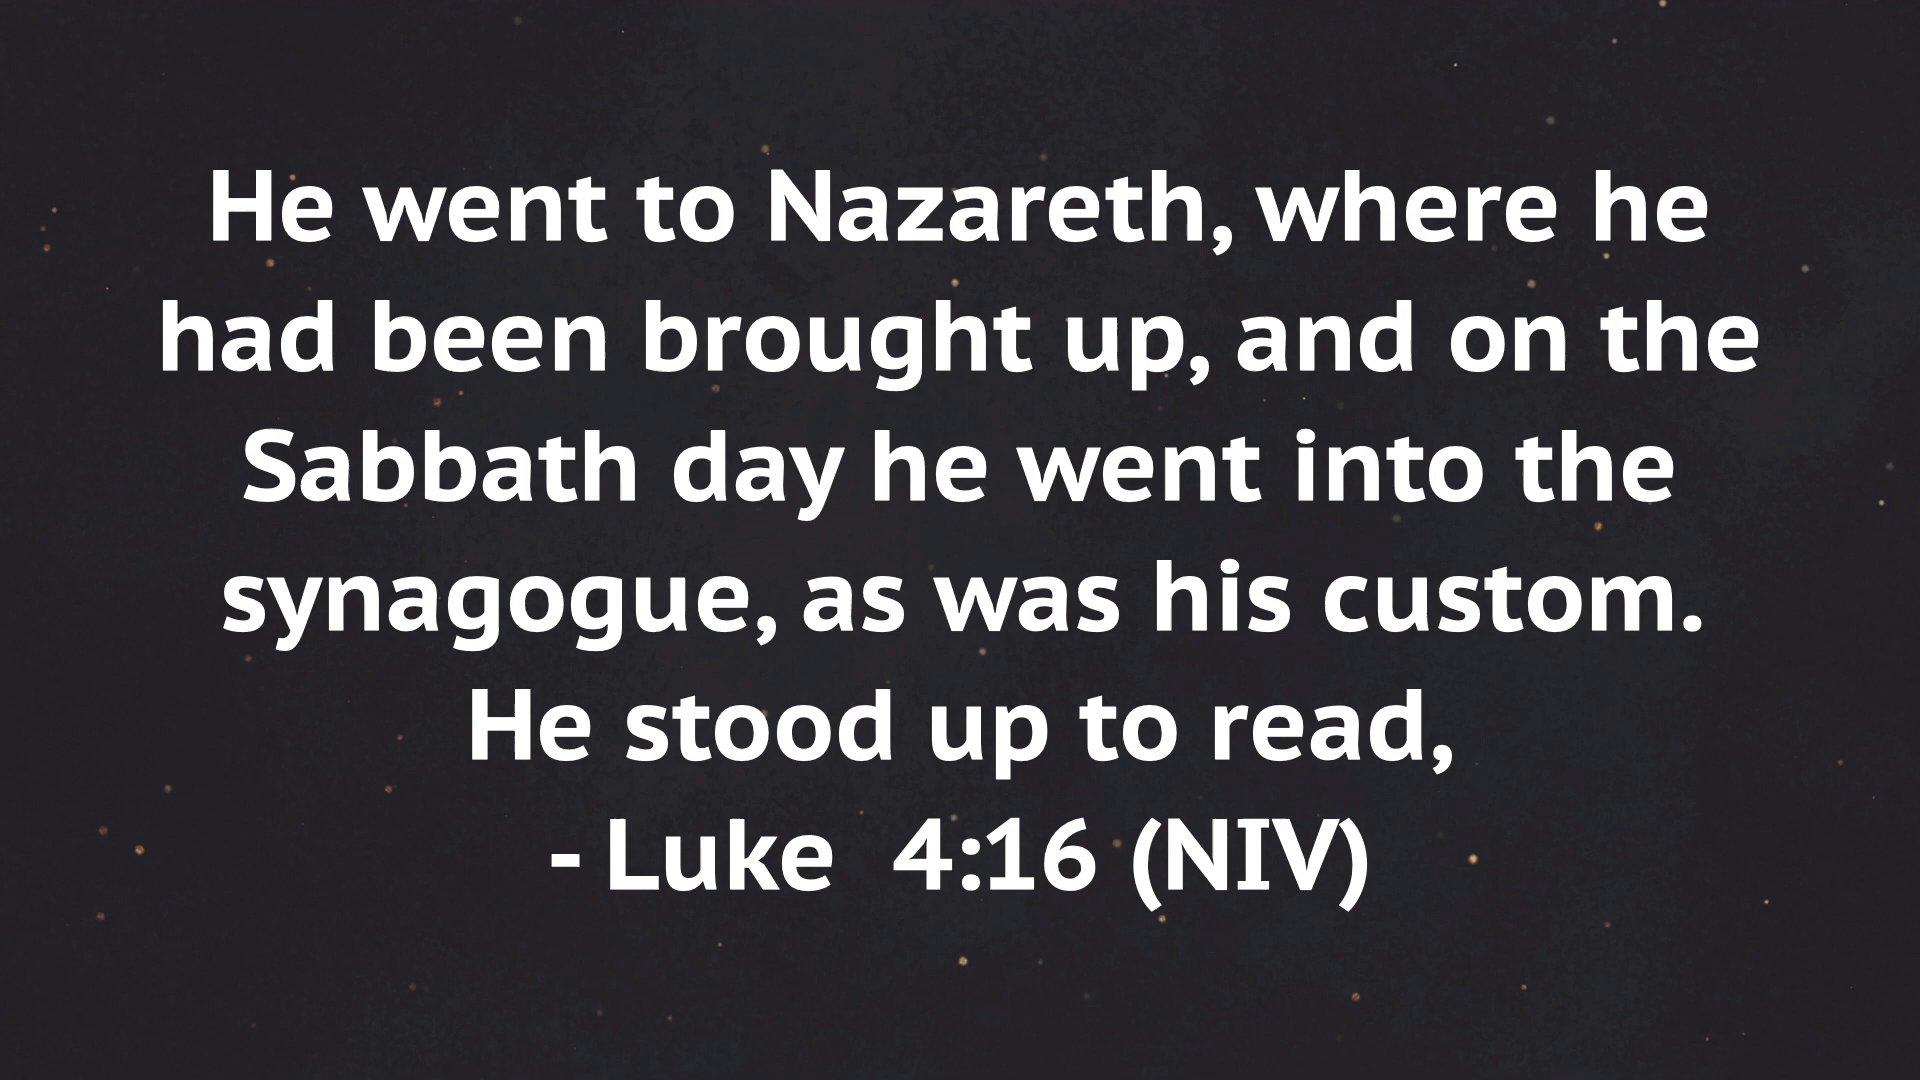 He went to Nazareth, where he
had been brought up, and on the
Sabbath day he went into the
synagogue, as was his custom.
He stood up to read,
- Luke  4:16 (NIV)